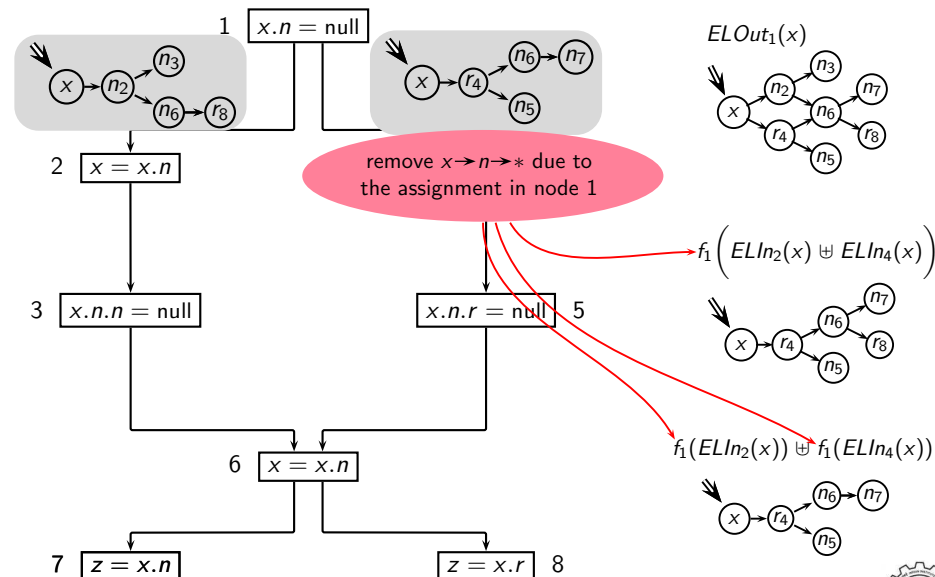 1 x.n = null
ELOut₁(x)
x n₂ n₃ n₆ r₈
x r₄ n₆ n₇ n₅
x n₂ n₃ r₄ n₆ n₇ r₈ n₅
2 x = x.n
remove x→n→∗ due to
the assignment in node 1
f₁(ELIn₂(x) ⊎ ELIn₄(x))
3 x.n.n = null
x.n.r = null 5
x r₄ n₆ n₇ r₈ n₅
f₁(ELIn₂(x)) ⊎ f₁(ELIn₄(x))
6 x = x.n
x r₄ n₆ n₇ n₅
7 z = x.n
z = x.r 8